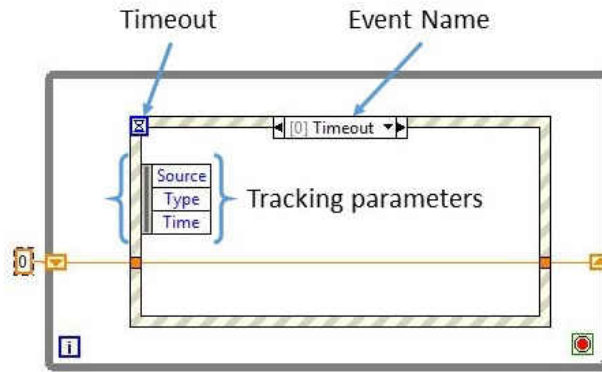 Timeout
Event Name
[0] Timeout
Source
Type
Time
Tracking parameters
0
i